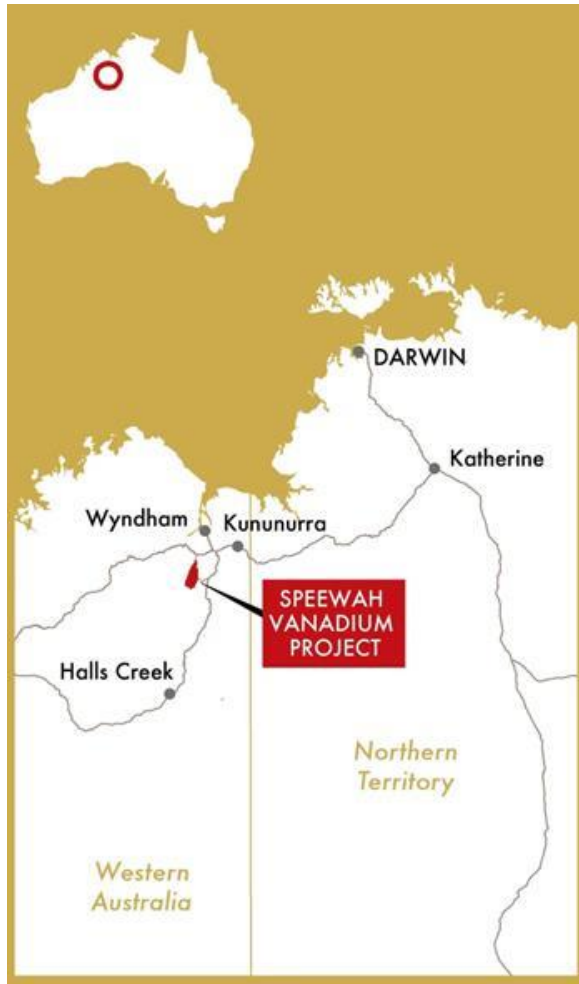 DARWIN
Katherine
Wyndham
Kununurra
SPEEWAH
VANADIUM
PROJECT
Halls Creek
Northern
Territory
Western
Australia